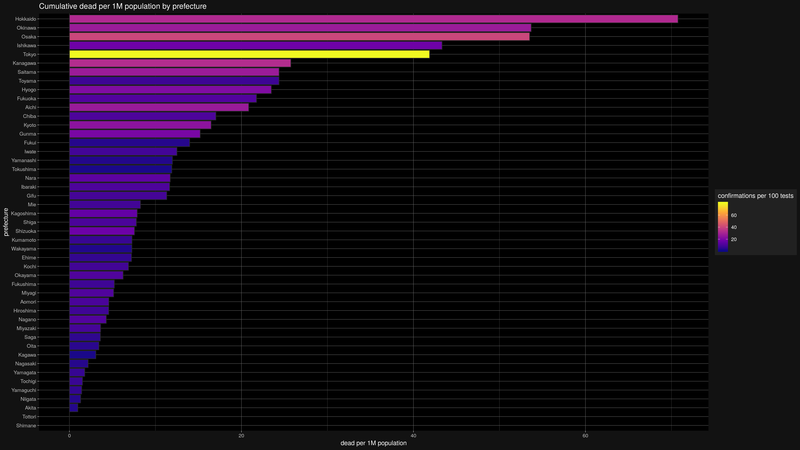 Cumulative dead per 1M population by prefecture
Hokkaido
Okinawa
Osaka
Ishikawa
Tokyo
Kanagawa
Saitama
Toyama
Hyogo
Fukuoka
Aichi
Chiba
Kyoto
Gunma
Fukui
Iwate
Yamanashi
Tokushima
Nara
Ibaraki
Gifu
Mie
Kagoshima
Shiga
Shizuoka
Kumamoto
Wakayama
Ehime
Kochi
Okayama
Fukushima
Miyagi
Aomori
Hiroshima
Nagano
Miyazaki
Saga
Oita
Kagawa
Nagasaki
Yamagata
Tochigi
Yamaguchi
Niigata
Akita
Tottori
Shimane
prefecture
0 20 40 60
dead per 1M population
confirmations per 100 tests
60
40
20